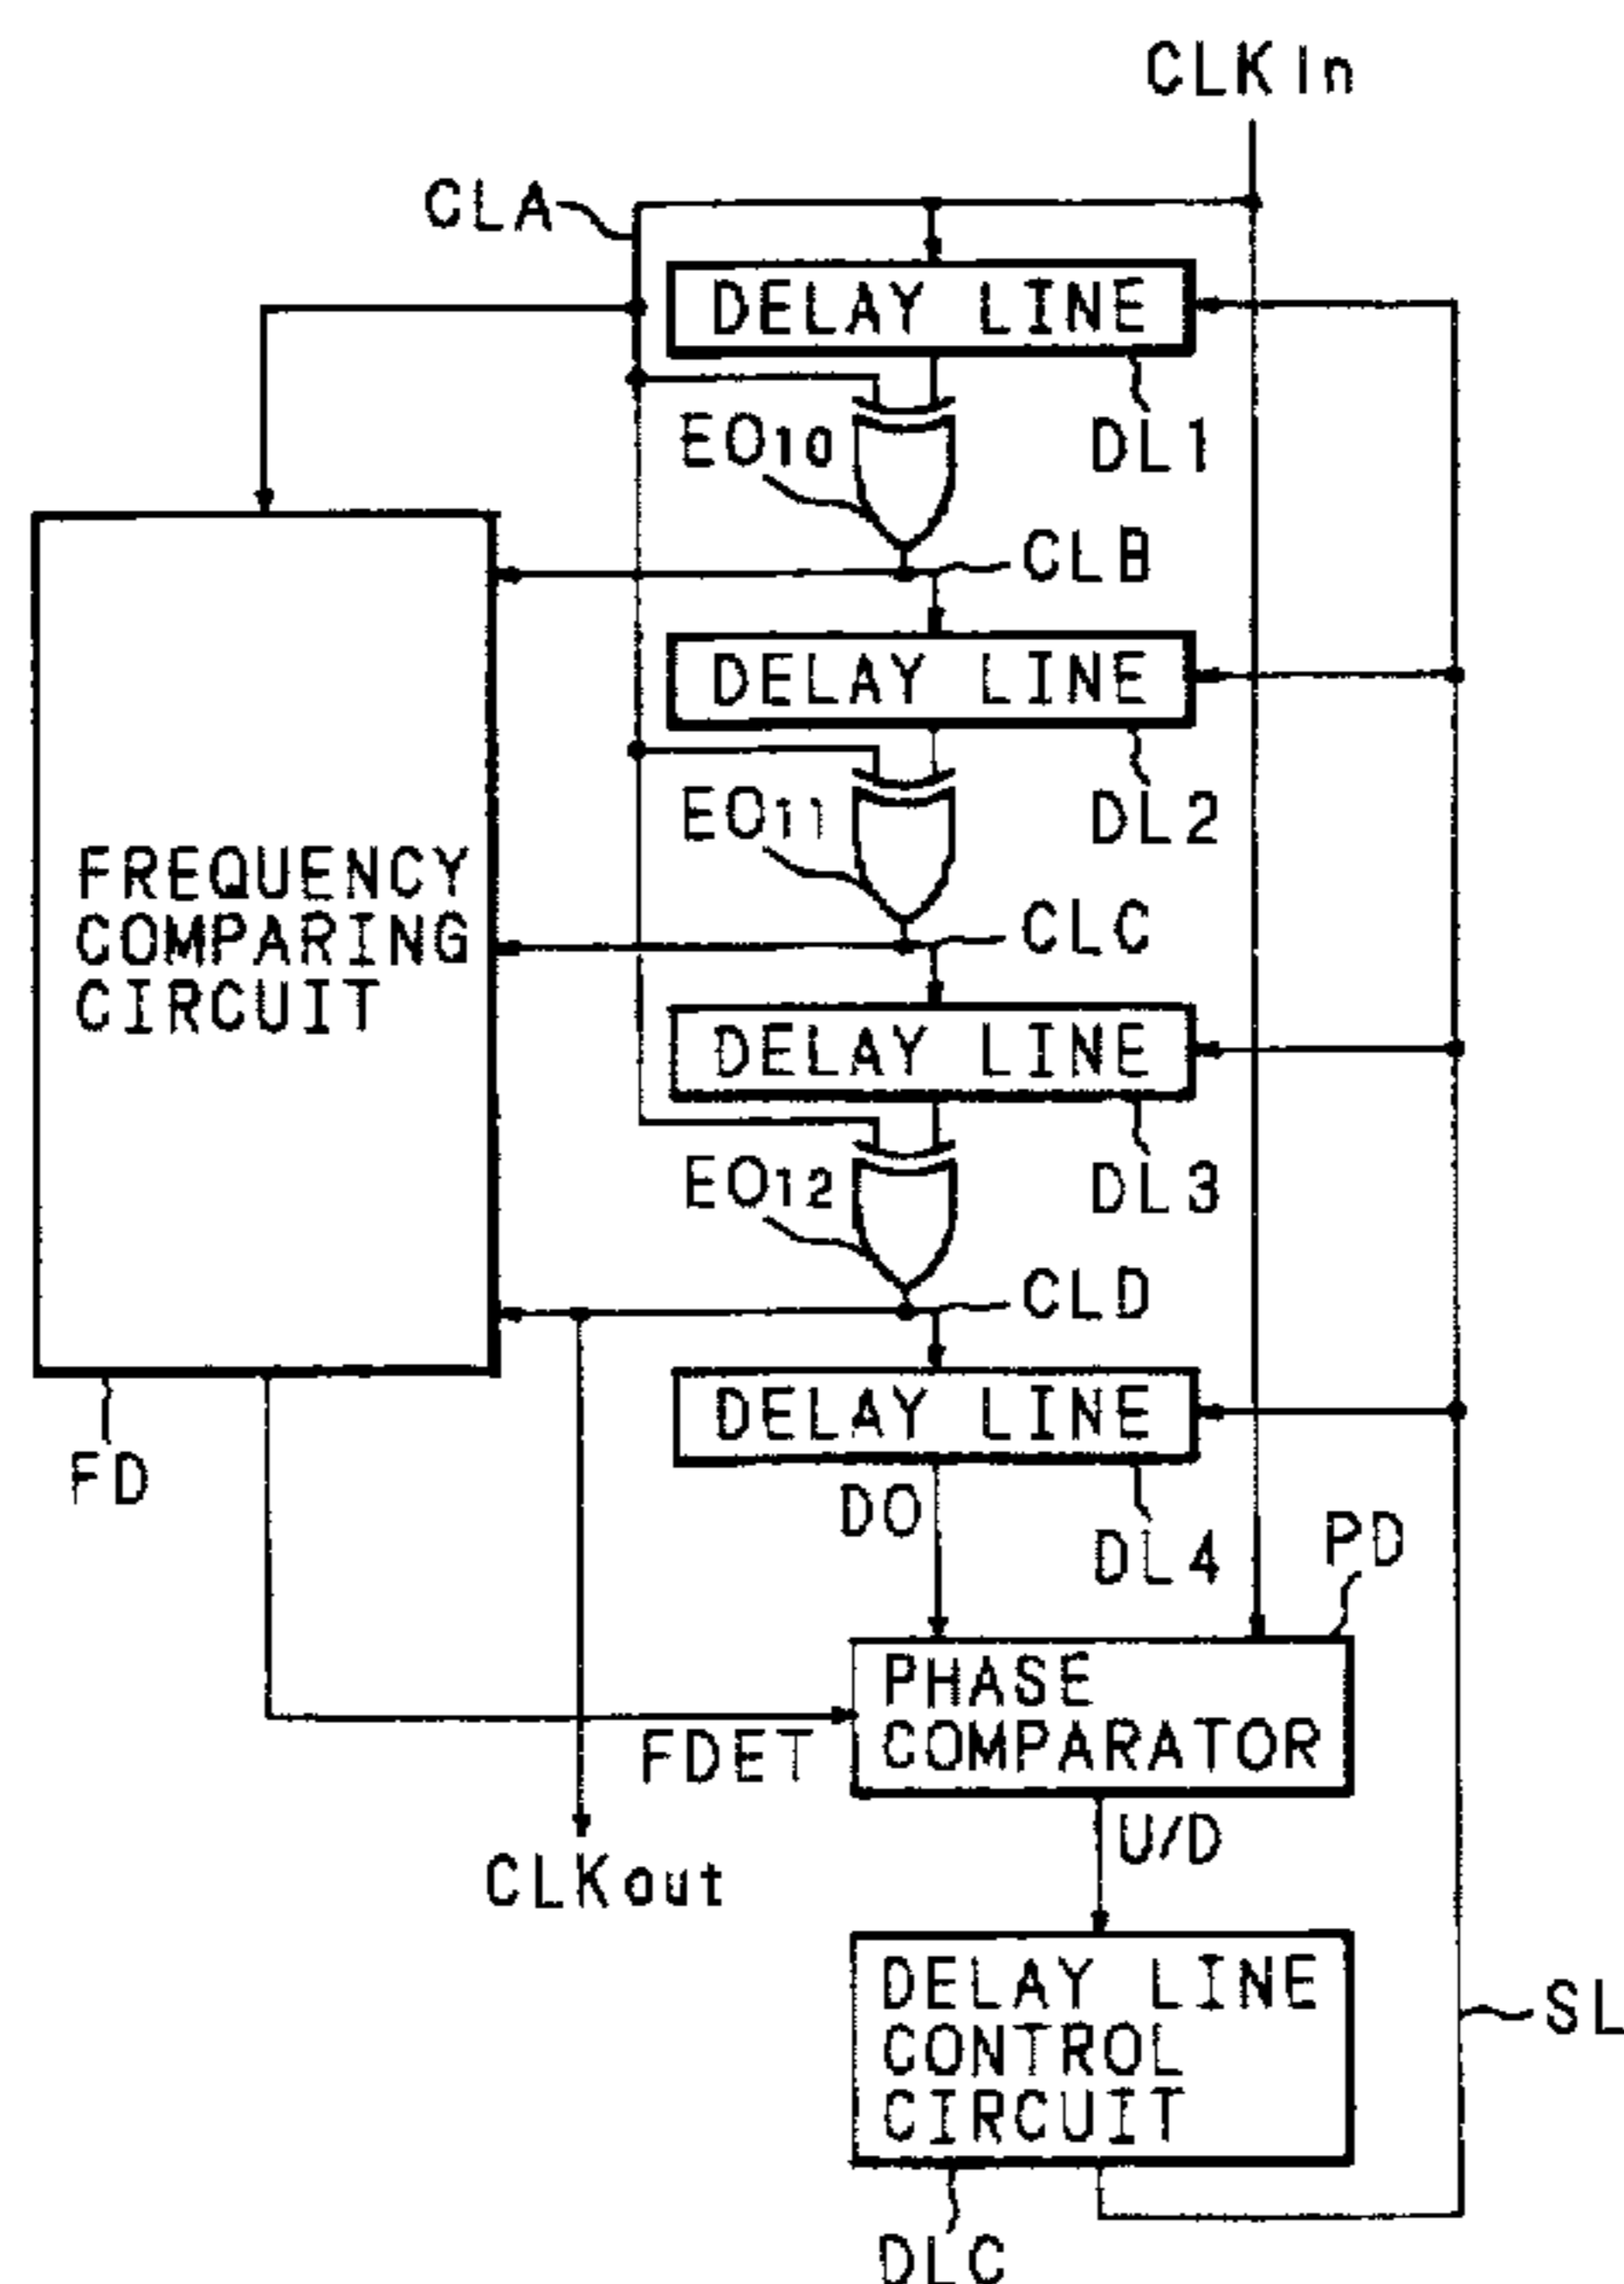 CLKIn
CLA
DELAY LINE
EO10
DL1
CLB
DELAY LINE
EO11
DL2
FREQUENCY
COMPARING
CIRCUIT
CLC
DELAY LINE
EO12
DL3
CLD
DELAY LINE
FD
DO
DL4
PD
PHASE
COMPARATOR
FDET
U/D
CLKout
DELAY LINE
CONTROL
CIRCUIT
SL
DLC